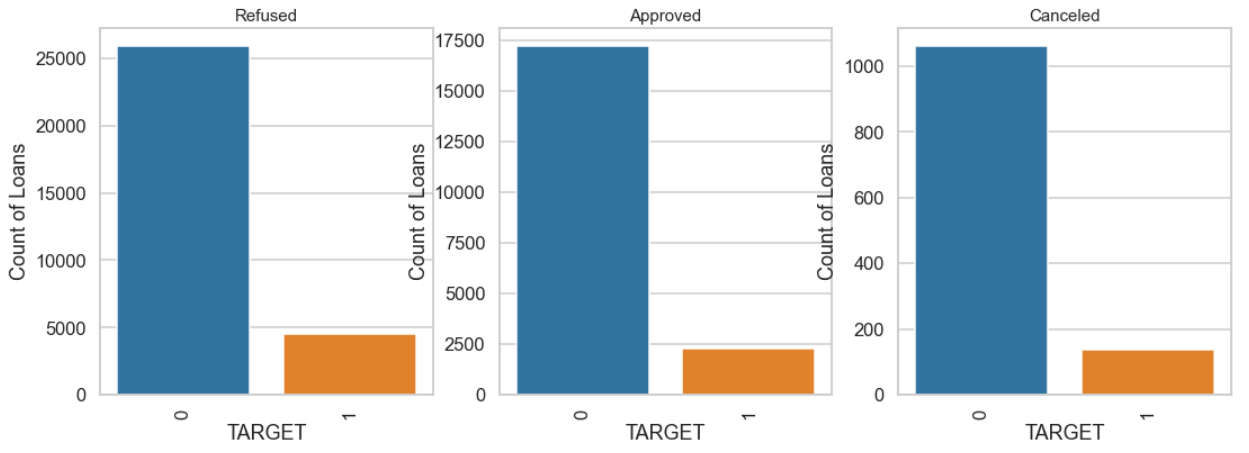 Refused
Count of Loans
25000
20000
15000
10000
5000
0
0
1
TARGET
Approved
Count of Loans
17500
15000
12500
10000
7500
5000
2500
0
0
1
TARGET
Canceled
Count of Loans
1000
800
600
400
200
0
0
1
TARGET